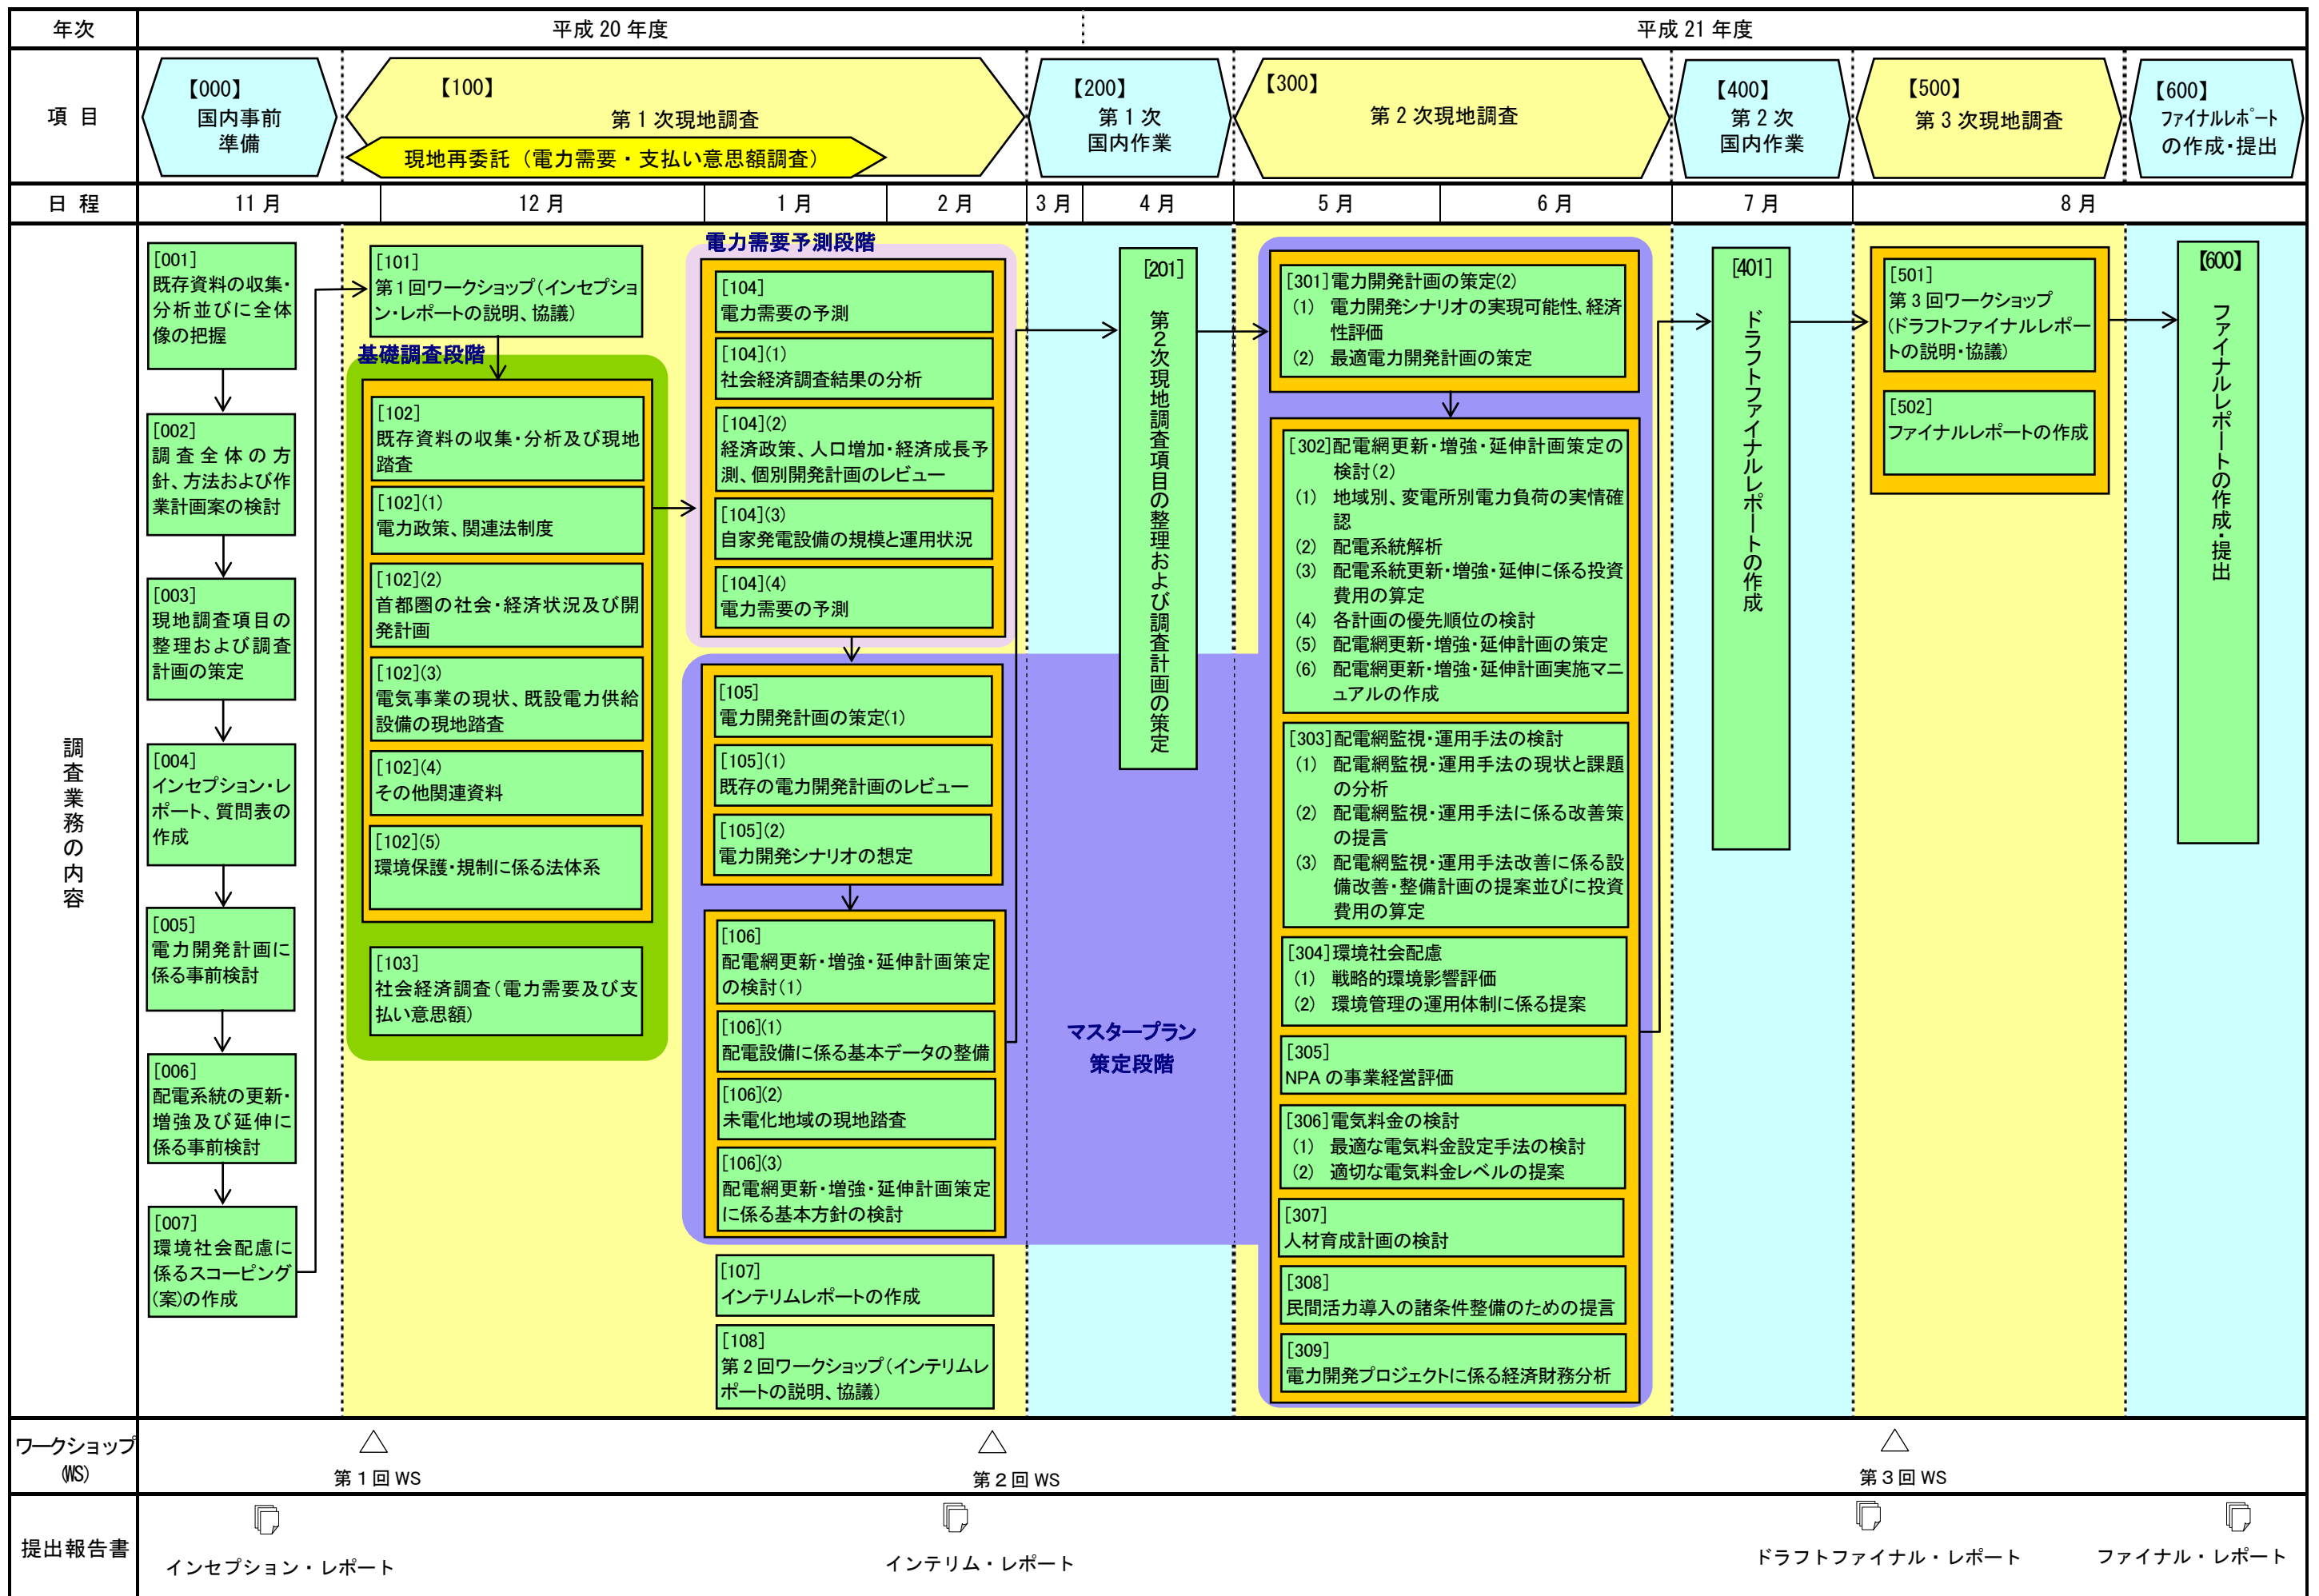 年次
平成 20 年度
平成 21 年度
項 目
【000】
国内事前
準備
【100】
第 1 次現地調査
現地再委託（電力需要・支払い意思額調査）
【200】
第 1 次
国内作業
【300】
第 2 次現地調査
【400】
第 2 次
国内作業
【500】
第 3 次現地調査
【600】
ファイナルレポート
の作成・提出
日 程
11 月
12 月
1 月
2 月
3 月
4 月
5 月
6 月
7 月
8 月
調査業務の内容
[001]
既存資料の収集・
分析並びに全体
像の把握
[002]
調査全体の方
針、方法および作
業計画案の検討
[003]
現地調査項目の
整理および調査
計画の策定
[004]
インセプション・レ
ポート、質問表の
作成
[005]
電力開発計画に
係る事前検討
[006]
配電系統の更新・
増強及び延伸に
係る事前検討
[007]
環境社会配慮に
係るスコーピング
(案)の作成
[101]
第1回ワークショップ（インセプショ
ン・レポートの説明、協議）
基礎調査段階
[102]
既存資料の収集・分析及び現地
踏査
[102](1)
電力政策、関連法制度
[102](2)
首都圏の社会・経済状況及び開
発計画
[102](3)
電気事業の現状、既設電力供給
設備の現地踏査
[102](4)
その他関連資料
[102](5)
環境保護・規制に係る法体系
[103]
社会経済調査（電力需要及び支
払い意思額）
電力需要予測段階
[104]
電力需要の予測
[104](1)
社会経済調査結果の分析
[104](2)
経済政策、人口増加・経済成長予
測、個別開発計画のレビュー
[104](3)
自家発電設備の規模と運用状況
[104](4)
電力需要の予測
[105]
電力開発計画の策定(1)
[105](1)
既存の電力開発計画のレビュー
[105](2)
電力開発シナリオの想定
[106]
配電網更新・増強・延伸計画策定
の検討(1)
[106](1)
配電設備に係る基本データの整備
[106](2)
未電化地域の現地踏査
[106](3)
配電網更新・増強・延伸計画策定
に係る基本方針の検討
[107]
インテリムレポートの作成
[108]
第2回ワークショップ（インテリムレ
ポートの説明、協議）
マスタープラン
策定段階
[201]
第2次現地調査項目の整理および調査計画の策定
[301]電力開発計画の策定(2)
(1) 電力開発シナリオの実現可能性、経済
性評価
(2) 最適電力開発計画の策定
[302]配電網更新・増強・延伸計画策定の
検討(2)
(1) 地域別、変電所別電力負荷の実情確
認
(2) 配電系統解析
(3) 配電系統更新・増強・延伸に係る投資
費用の算定
(4) 各計画の優先順位の検討
(5) 配電網更新・増強・延伸計画の策定
(6) 配電網更新・増強・延伸計画実施マニ
ュアルの作成
[303]配電網監視・運用手法の検討
(1) 配電網監視・運用手法の現状と課題
の分析
(2) 配電網監視・運用手法に係る改善策
の提言
(3) 配電網監視・運用手法改善に係る設
備改善・整備計画の提案並びに投資
費用の算定
[304]環境社会配慮
(1) 戦略的環境影響評価
(2) 環境管理の運用体制に係る提案
[305]
NPA の事業経営評価
[306]電気料金の検討
(1) 最適な電気料金設定手法の検討
(2) 適切な電気料金レベルの提案
[307]
人材育成計画の検討
[308]
民間活力導入の諸条件整備のための提言
[309]
電力開発プロジェクトに係る経済財務分析
[401]
ドラフトファイナルレポートの作成
[501]
第3回ワークショップ
(ドラフトファイナルレポー
トの説明・協議)
[502]
ファイナルレポートの作成
【600】
ファイナルレポートの作成・提出
ワークショップ
(WS)
第 1 回 WS
第 2 回 WS
第 3 回 WS
提出報告書
インセプション・レポート
インテリム・レポート
ドラフトファイナル・レポート
ファイナル・レポート